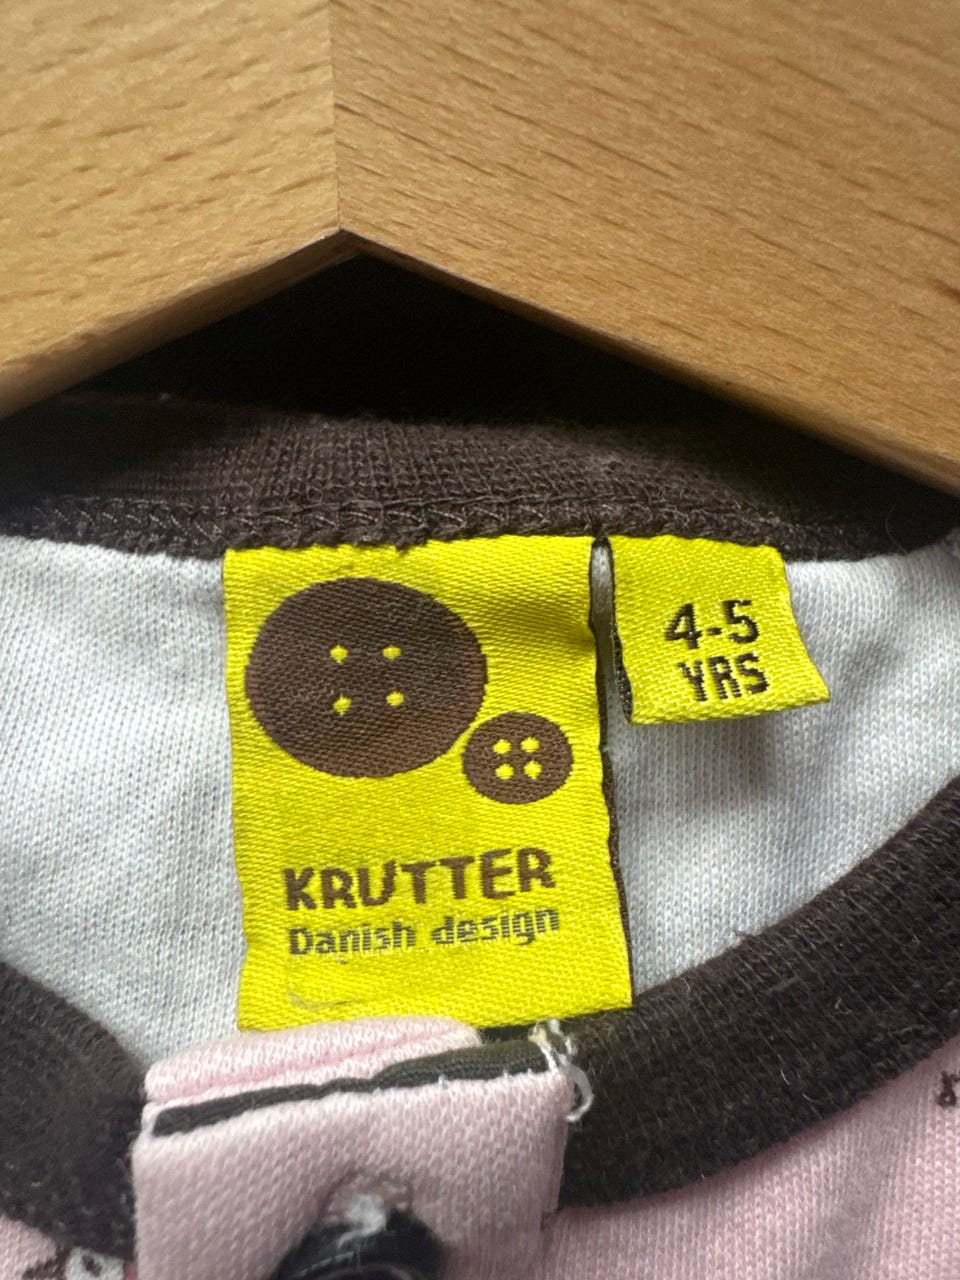 KRUTTER
Danish design
4-5
YRS